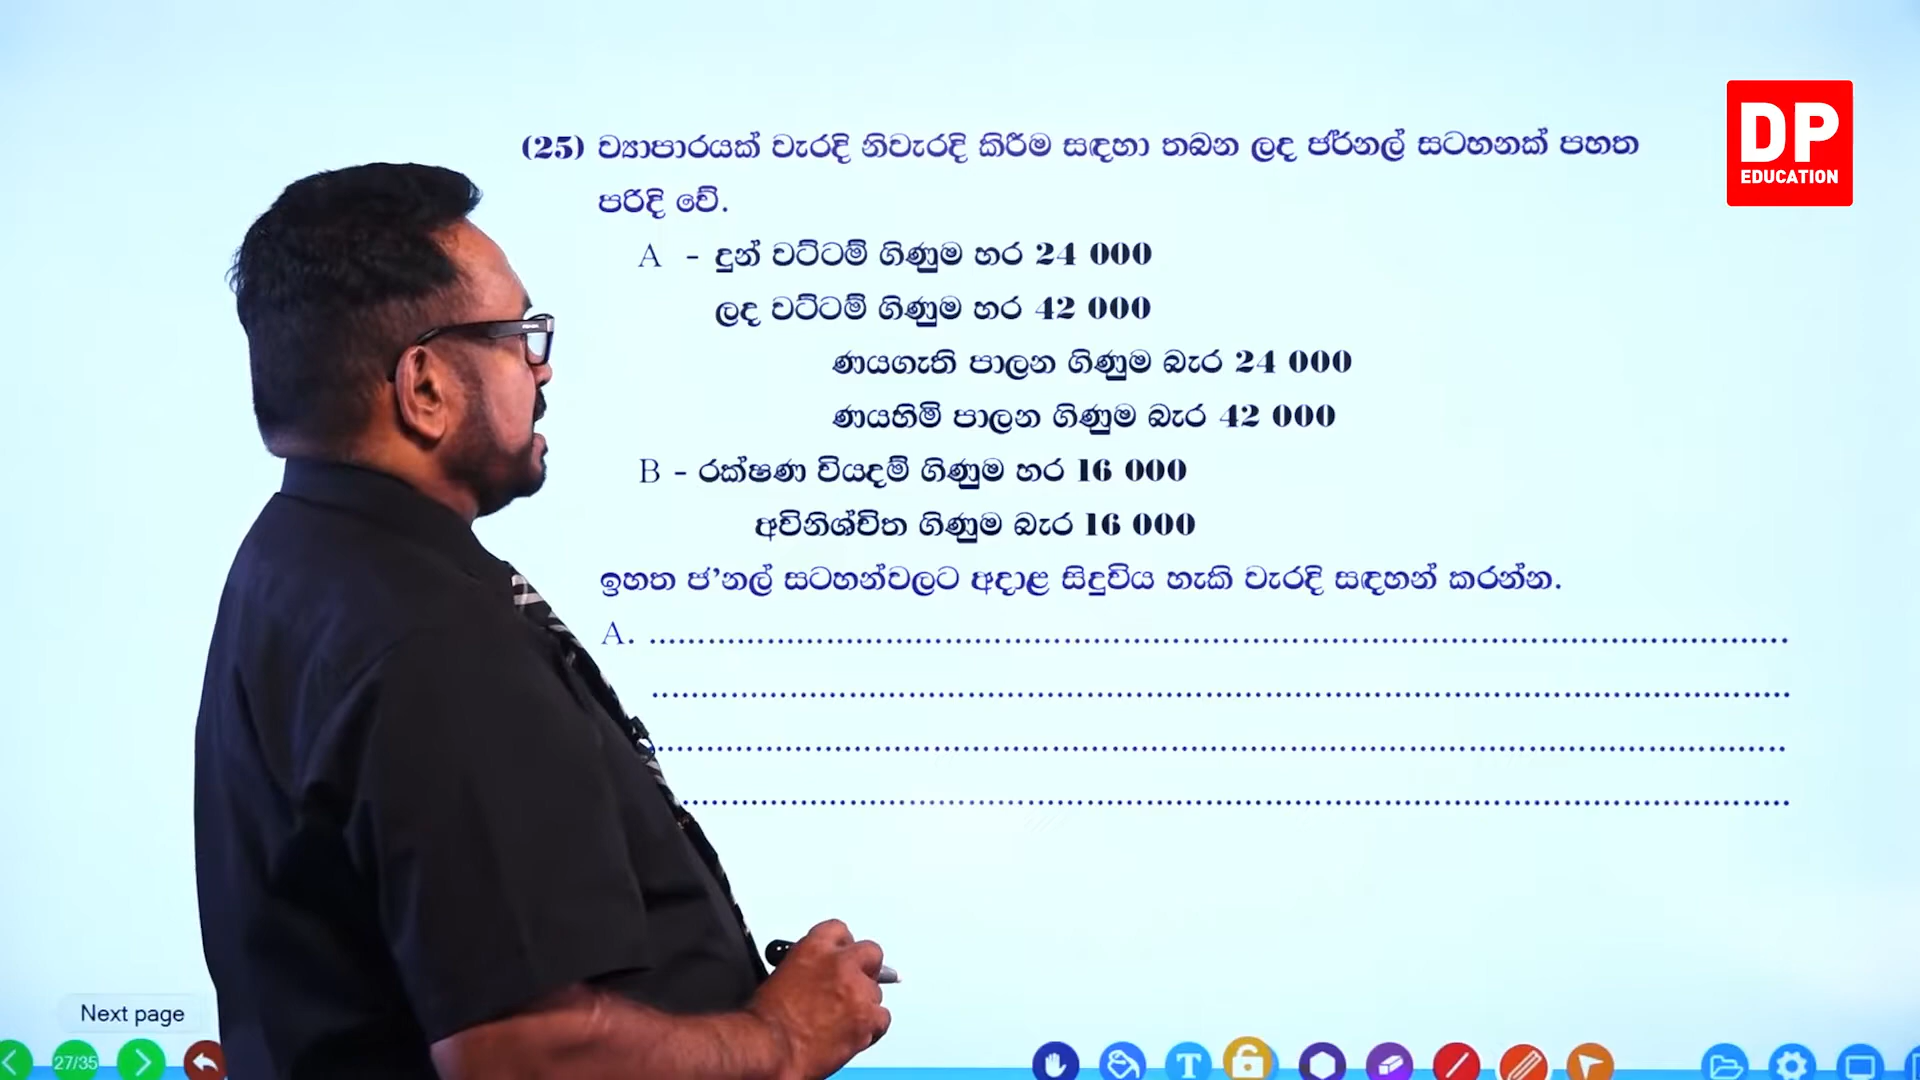 DP
EDUCATION
(25) ව්‍යාපාරයක් වැරදි නිවැරදි කිරීම සඳහා තබන ලද ජර්නල් සටහනක් පහත
පරිදි වේ.
A - දුන් වට්ටම් ගිණුම හර 24 000
ලද වට්ටම් ගිණුම හර 42 000
ණයගැති පාලන ගිණුම බැර 24 000
ණයහිමි පාලන ගිණුම බැර 42 000
B - රක්ෂණ වියදම් ගිණුම හර 16 000
අවිනිශ්චිත ගිණුම බැර 16 000
ඉහත ජ’නල් සටහන්වලට අදාළ සිදුවිය හැකි වැරදි සඳහන් කරන්න.
A. ........................................................................
........................................................................
........................................................................
........................................................................
Next page
27/35
T